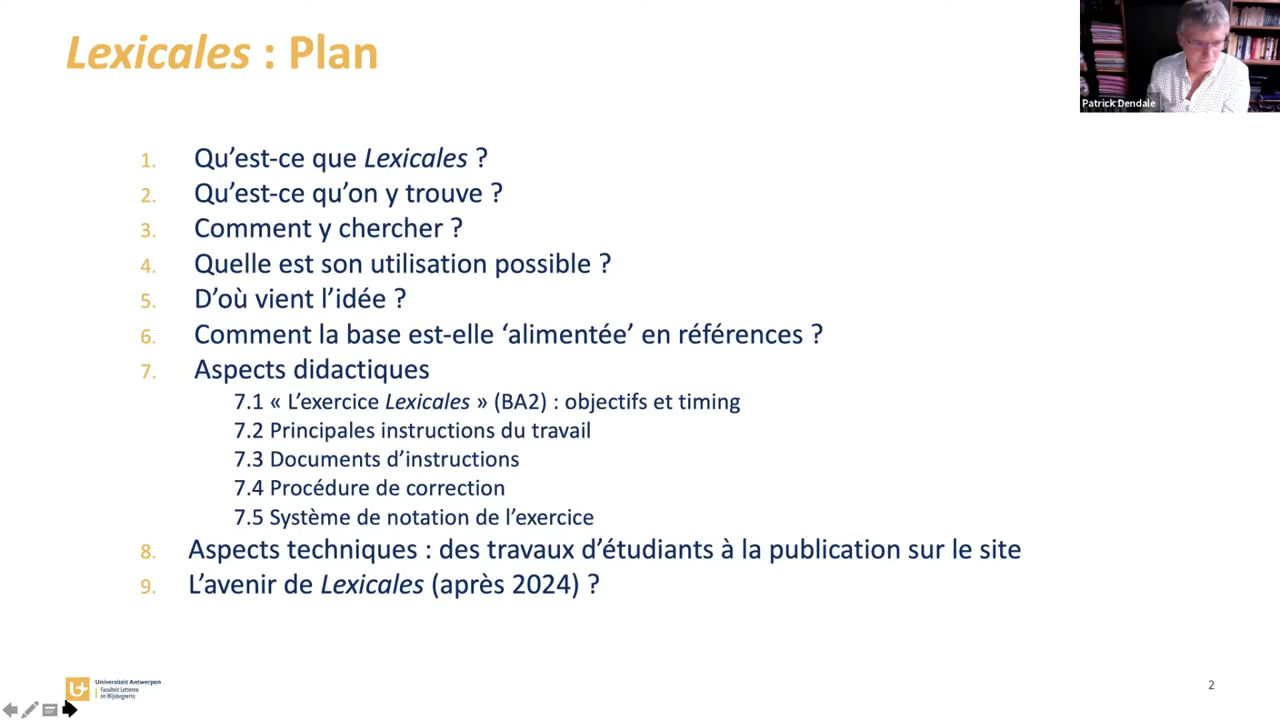 Lexicales : Plan
Patrick Dendale
1. Qu’est-ce que Lexicales ?
2. Qu’est-ce qu’on y trouve ?
3. Comment y chercher ?
4. Quelle est son utilisation possible ?
5. D’où vient l’idée ?
6. Comment la base est-elle ‘alimentée’ en références ?
7. Aspects didactiques
7.1 « L’exercice Lexicales » (BA2) : objectifs et timing
7.2 Principales instructions du travail
7.3 Documents d’instructions
7.4 Procédure de correction
7.5 Système de notation de l’exercice
8. Aspects techniques : des travaux d’étudiants à la publication sur le site
9. L’avenir de Lexicales (après 2024) ?
Universiteit Antwerpen
Faculteit Letteren
en Wijsbegeerte
2